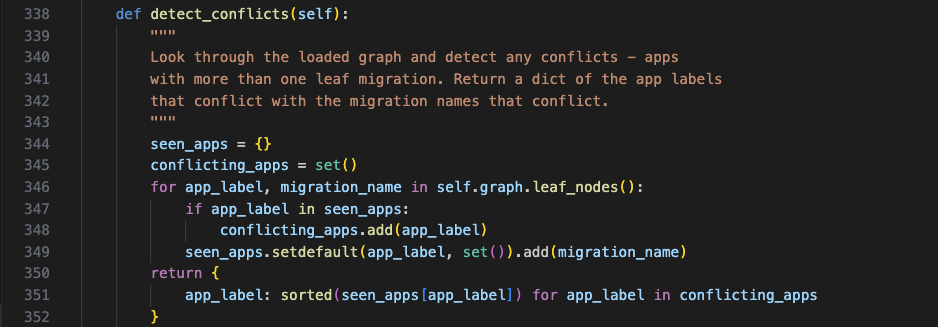 338 def detect_conflicts(self):
339 """
340 Look through the loaded graph and detect any conflicts - apps
341 with more than one leaf migration. Return a dict of the app labels
342 that conflict with the migration names that conflict.
343 """
344 seen_apps = {}
345 conflicting_apps = set()
346 for app_label, migration_name in self.graph.leaf_nodes():
347 if app_label in seen_apps:
348 conflicting_apps.add(app_label)
349 seen_apps.setdefault(app_label, set()).add(migration_name)
350 return {
351 app_label: sorted(seen_apps[app_label]) for app_label in conflicting_apps
352 }